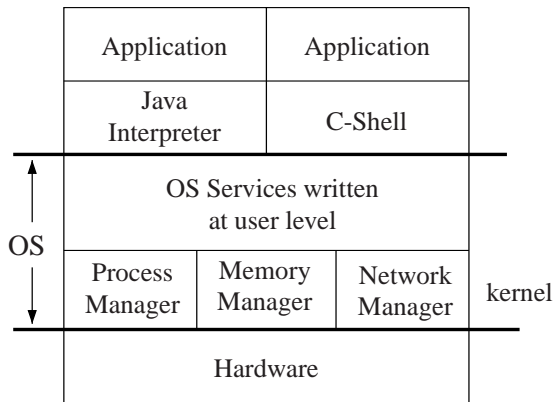 Application
Application
Java
Interpreter
C-Shell
OS
OS Services written
at user level
Process
Manager
Memory
Manager
Network
Manager
kernel
Hardware